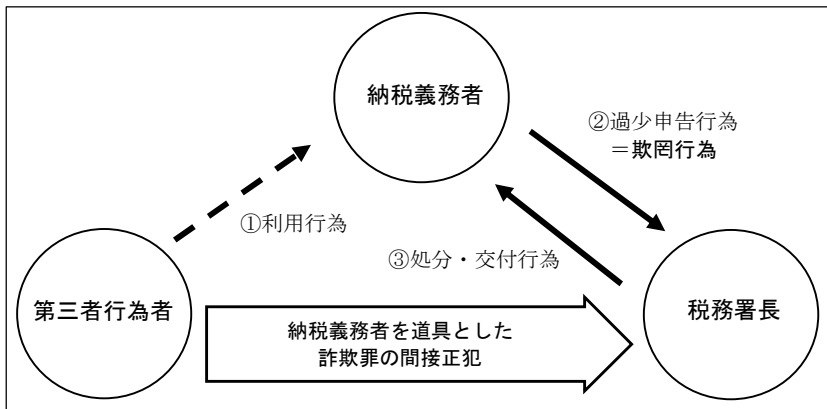 納税義務者
②過少申告行為
＝欺罔行為
①利用行為
③処分・交付行為
第三者行為者
納税義務者を道具とした
詐欺罪の間接正犯
税務署長